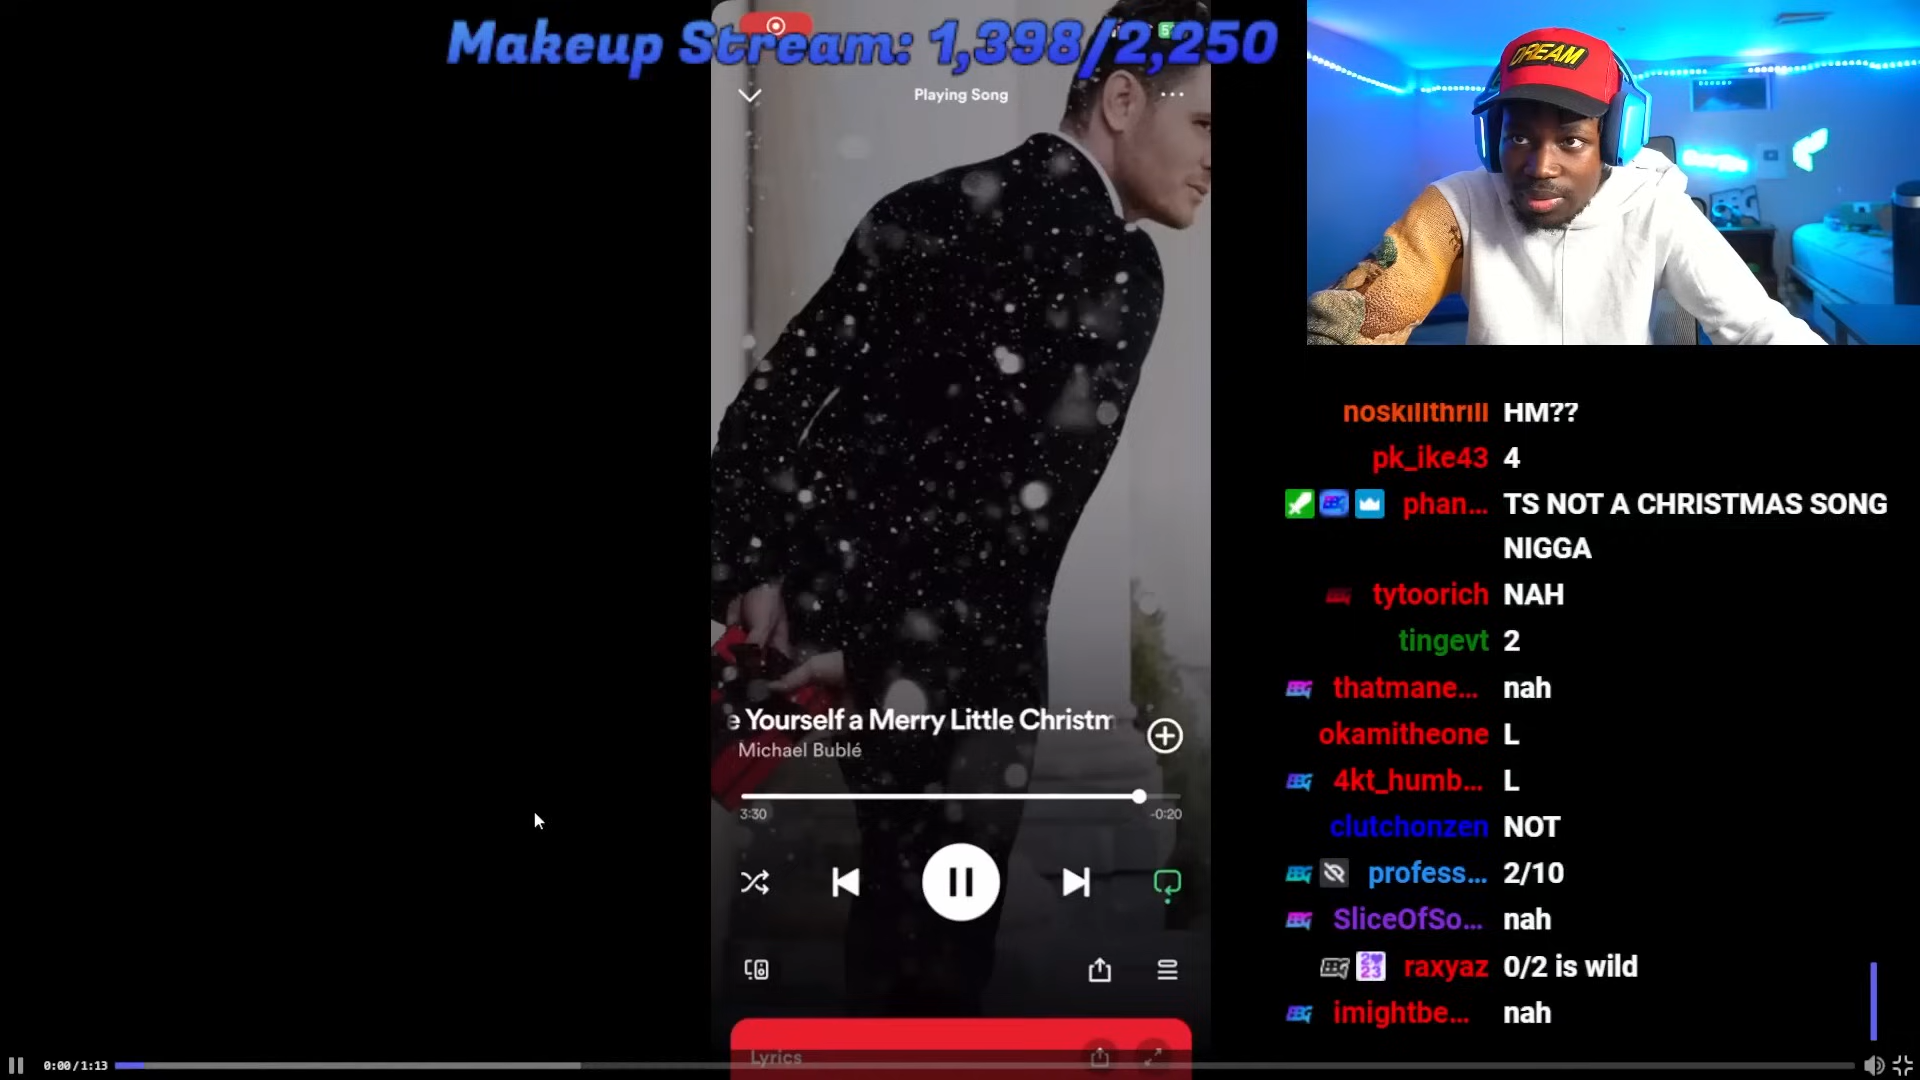 Makeup Stream: 1,398/2,250
Playing Song
DREAM
e Yourself a Merry Little Christm
Michael Bublé
3:30
-0:20
Lyrics
noskillthrill HM??
pk_ike43 4
phan... TS NOT A CHRISTMAS SONG
NIGGA
tytoorich NAH
tingevt 2
thatmane... nah
okamitheone L
4kt_humb... L
clutchonzen NOT
profess... 2/10
SliceOfSo... nah
raxyaz 0/2 is wild
imightbe... nah
0:00/1:13